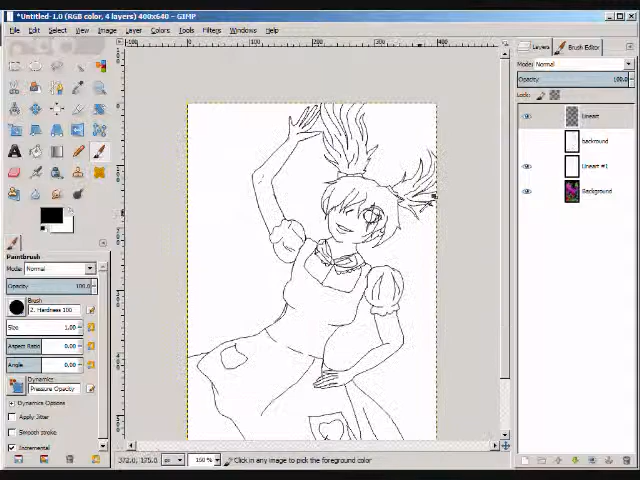 *Untitled-1.0 (RGB color, 4 layers) 400x640 – GIMP
File Edit Select View Image Layer Colors Tools Filters Windows Help
Layers Brush Editor
Mode: Normal
Opacity 100.0
Lock:
Lineart
backround
Lineart #1
Background
Paintbrush
Mode: Normal
Opacity 100.0
Brush
2. Hardness 100
Size 1.00
Aspect Ratio 0.00
Angle 0.00
Dynamics
Pressure Opacity
Dynamics Options
Apply Jitter
Smooth stroke
Incremental
372.0, 175.0 px 150 % Click in any image to pick the foreground color